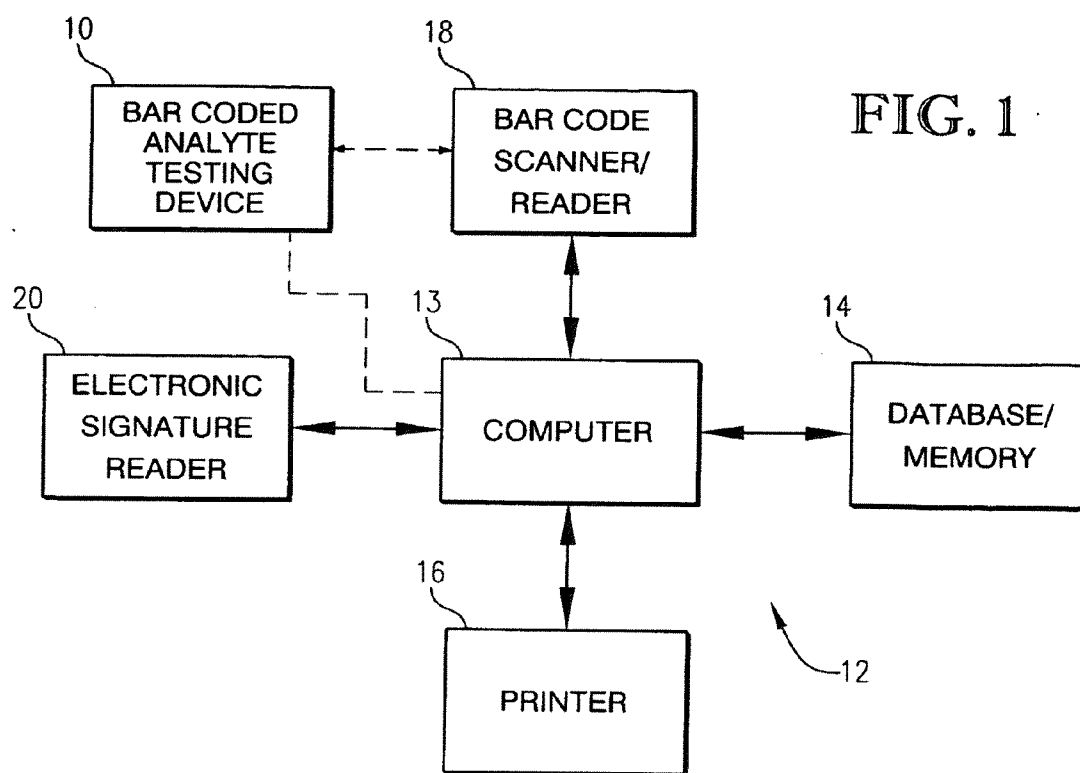 10
18
BAR CODED
ANALYTE
TESTING
DEVICE
BAR CODE
SCANNER/
READER
FIG. 1
20
13
14
ELECTRONIC
SIGNATURE
READER
COMPUTER
DATABASE/
MEMORY
16
PRINTER
12